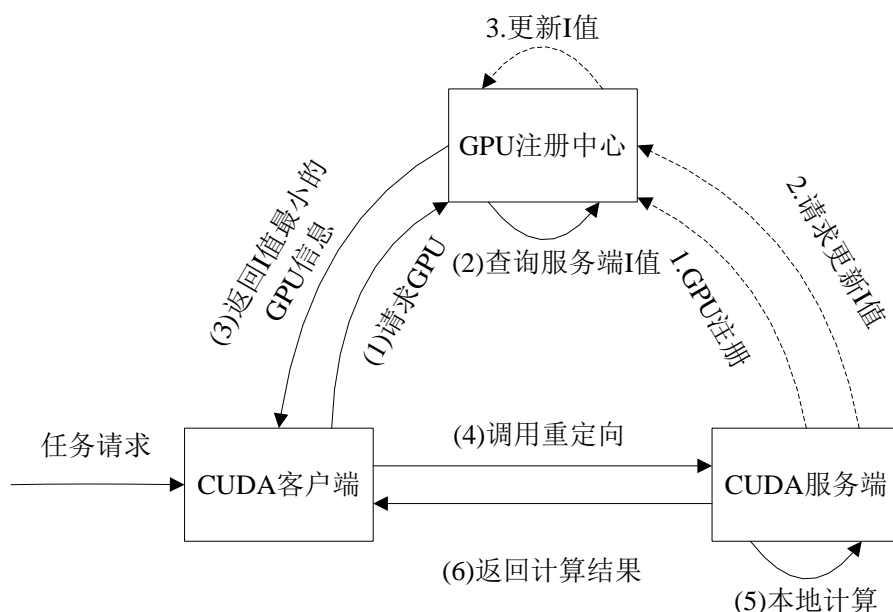 3.更新I值
GPU注册中心
(3)返回I值最小的
GPU信息
(1)请求GPU
(2)查询服务端I值
1.GPU注册
2.请求更新I值
任务请求
CUDA客户端
(4)调用重定向
CUDA服务端
(6)返回计算结果
(5)本地计算